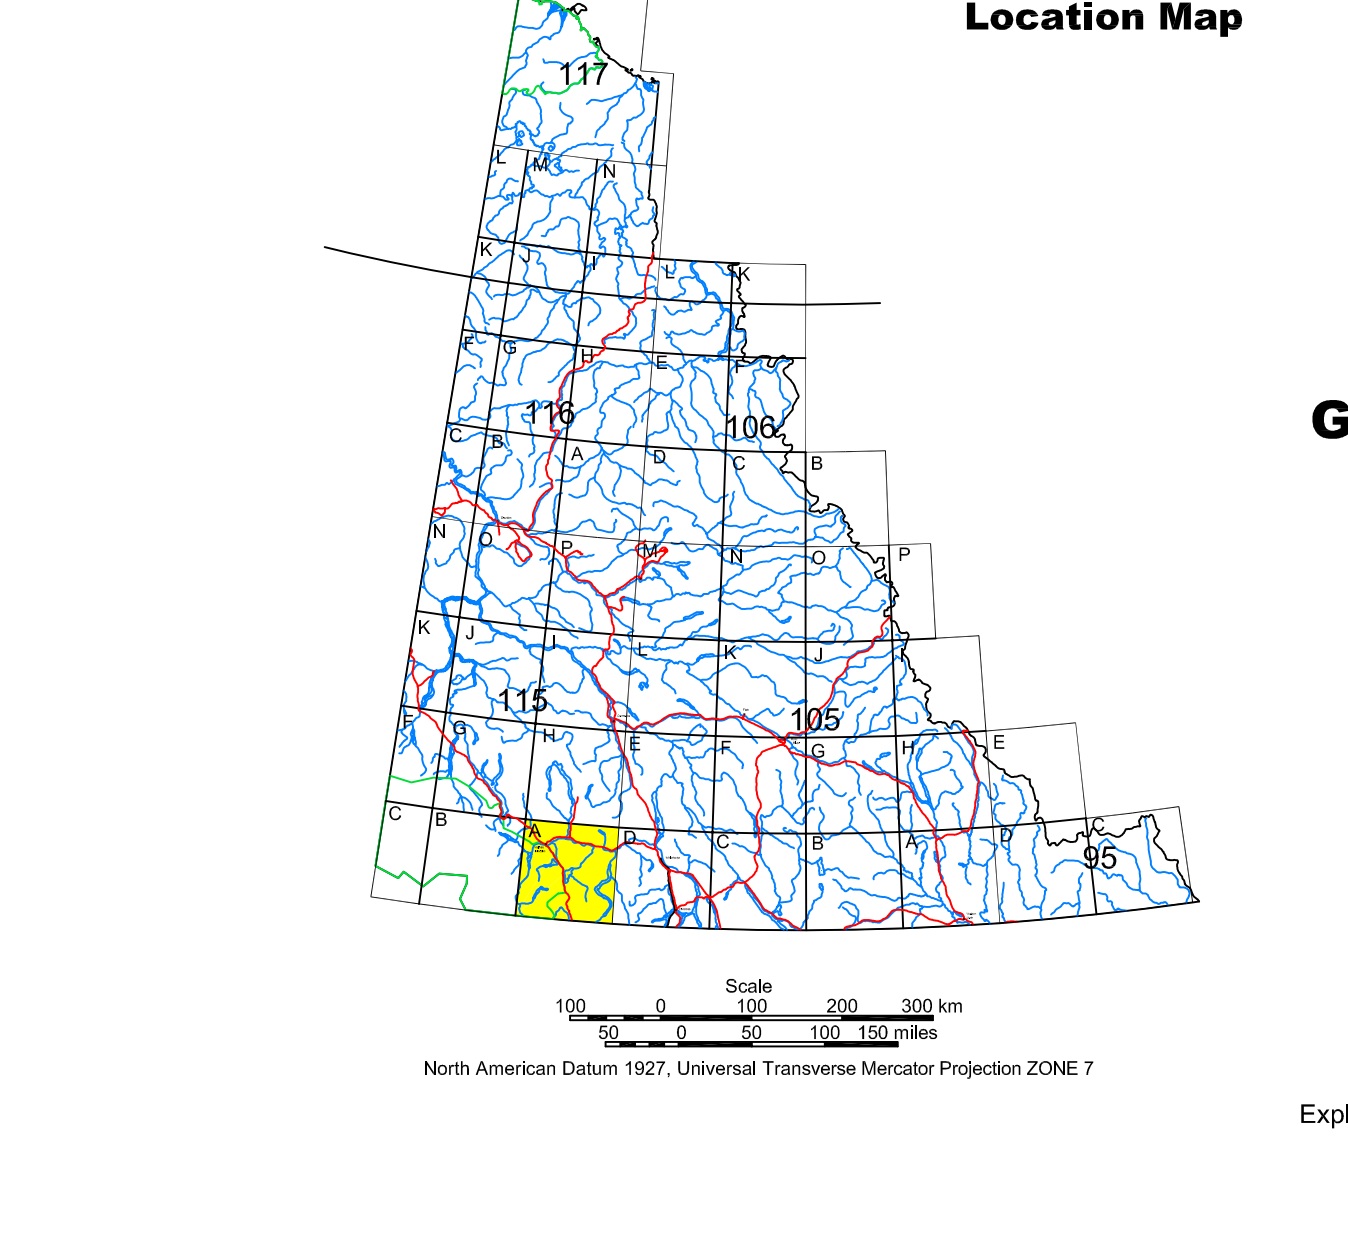 Location Map
117
L M N
K J I L K
F G H E F
116 106
G
C B A D C B
N O P M N O P
K J I L K J I
115 105
F G H E F G H E
C B A D C B A D C
95
Scale
100 0 100 200 300 km
50 0 50 100 150 miles
North American Datum 1927, Universal Transverse Mercator Projection ZONE 7
Expl